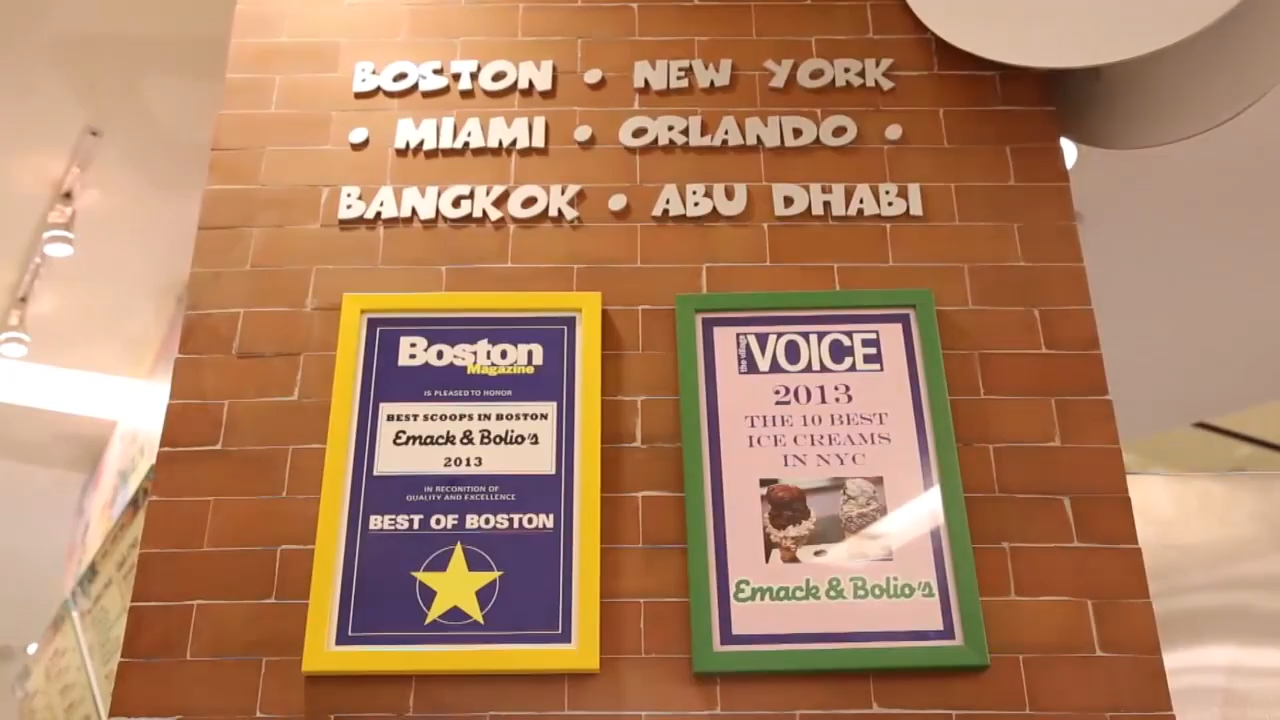 BOSTON • NEW YORK
• MIAMI • ORLANDO •
BANGKOK • ABU DHABI
Boston
Magazine
IS PLEASED TO HONOR
BEST SCOOPS IN BOSTON
Emack & Bolio's
2013
IN RECONITION OF
QUALITY AND EXCELLENCE
BEST OF BOSTON
the village VOICE
2013
THE 10 BEST
ICE CREAMS
IN NYC
Emack & Bolio's